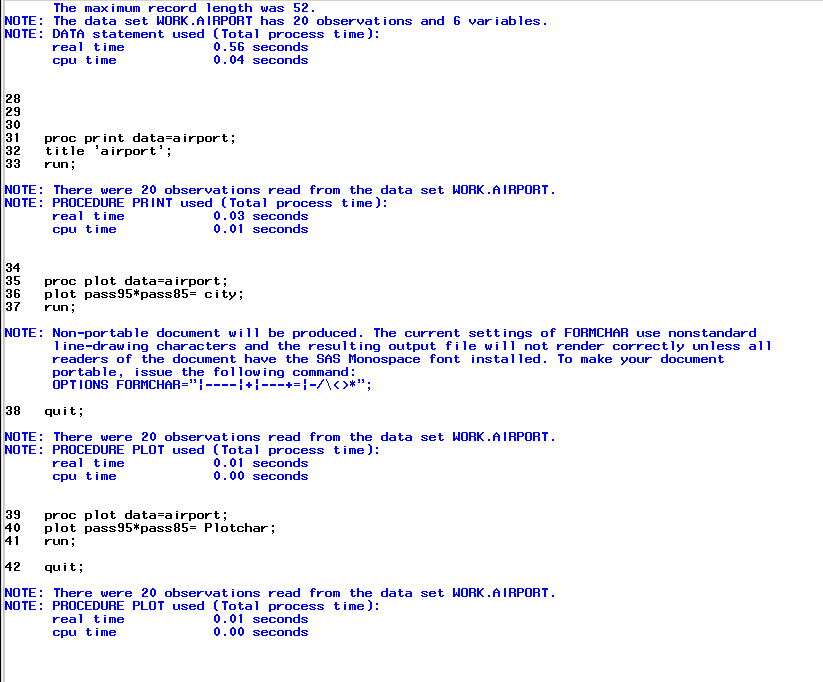 The maximum record length was 52.
NOTE: The data set WORK.AIRPORT has 20 observations and 6 variables.
NOTE: DATA statement used (Total process time):
      real time           0.56 seconds
      cpu time            0.04 seconds
28
29
30
31   proc print data=airport;
32   title 'airport';
33   run;
NOTE: There were 20 observations read from the data set WORK.AIRPORT.
NOTE: PROCEDURE PRINT used (Total process time):
      real time           0.03 seconds
      cpu time            0.01 seconds
34
35   proc plot data=airport;
36   plot pass95*pass85= city;
37   run;
NOTE: Non-portable document will be produced. The current settings of FORMCHAR use nonstandard
      line-drawing characters and the resulting output file will not render correctly unless all
      readers of the document have the SAS Monospace font installed. To make your document
      portable, issue the following command:
      OPTIONS FORMCHAR="|----|+|---+=|-/\<>*";
38   quit;
NOTE: There were 20 observations read from the data set WORK.AIRPORT.
NOTE: PROCEDURE PLOT used (Total process time):
      real time           0.01 seconds
      cpu time            0.00 seconds
39   proc plot data=airport;
40   plot pass95*pass85= Plotchar;
41   run;
42   quit;
NOTE: There were 20 observations read from the data set WORK.AIRPORT.
NOTE: PROCEDURE PLOT used (Total process time):
      real time           0.01 seconds
      cpu time            0.00 seconds